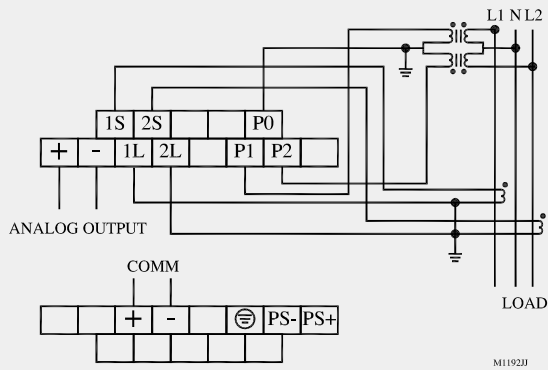 L1 N L2
1S 2S P0
+ - 1L 2L P1 P2
ANALOG OUTPUT
COMM
+ - PS- PS+
LOAD
M1192JJ